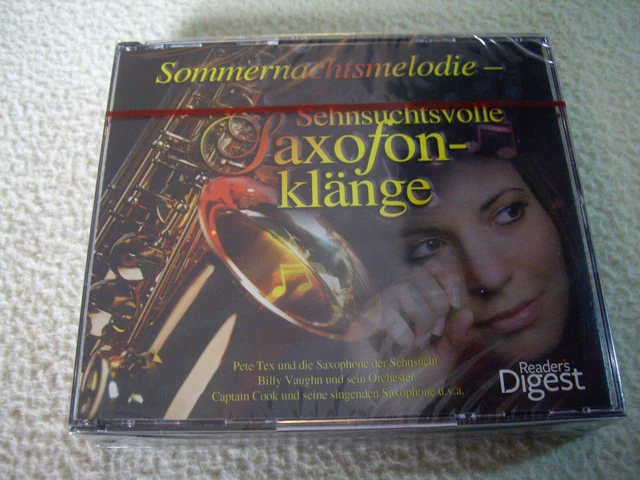 Sommernachtsmelodie –
Sehnsuchtsvolle
Saxofon-
klänge
Pete Tex und die Saxophone der Sehnsucht
Billy Vaughn und sein Orchester
Captain Cook und seine singenden Saxophone u.v.a.
Readers
Digest